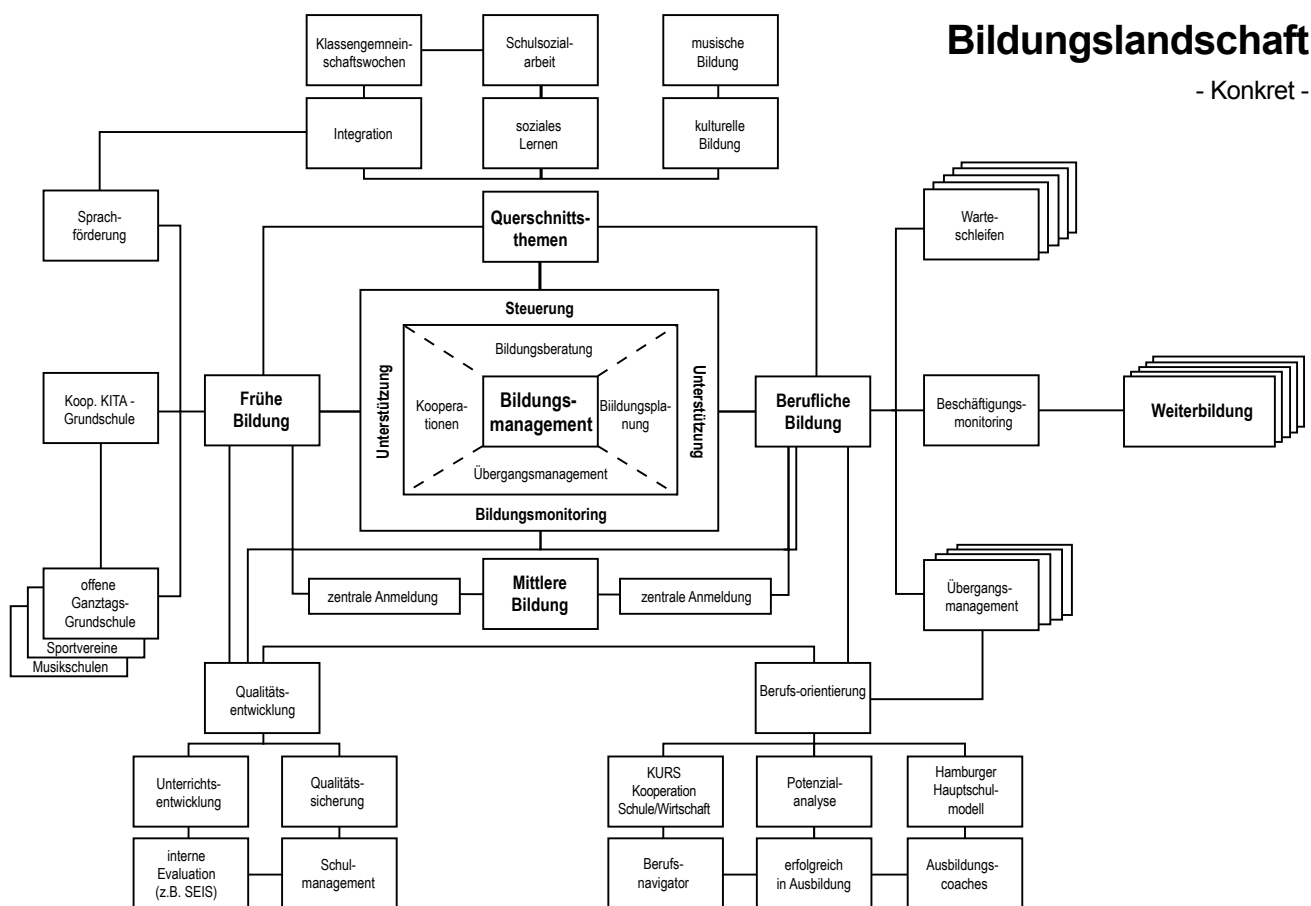 Bildungslandschaft
- Konkret -
Klassengemnein-
schaftswochen
Schulsozial-
arbeit
musische
Bildung
Integration
soziales
Lernen
kulturelle
Bildung
Sprach-
förderung
Querschnitts-
themen
Warte-
schleifen
Steuerung
Bildungsberatung
Unterstützung
Koopera-
tionen
Bildungs-
management
Biildungspla-
nung
Unterstützung
Übergangsmanagement
Bildungsmonitoring
Koop. KITA -
Grundschule
Frühe
Bildung
Berufliche
Bildung
Beschäftigungs-
monitoring
Weiterbildung
offene
Ganztags-
Grundschule
Sportvereine
Musikschulen
zentrale Anmeldung
Mittlere
Bildung
zentrale Anmeldung
Übergangs-
management
Qualitäts-
entwicklung
Berufs-orientierung
Unterrichts-
entwicklung
Qualitäts-
sicherung
KURS
Kooperation
Schule/Wirtschaft
Potenzial-
analyse
Hamburger
Hauptschul-
modell
interne
Evaluation
(z.B. SEIS)
Schul-
management
Berufs-
navigator
erfolgreich
in Ausbildung
Ausbildungs-
coaches